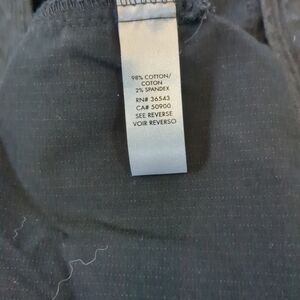 98% COTTON/
COTON
2% SPANDEX
RN# 36543
CA# 50900
SEE REVERSE
VOIR REVERSO